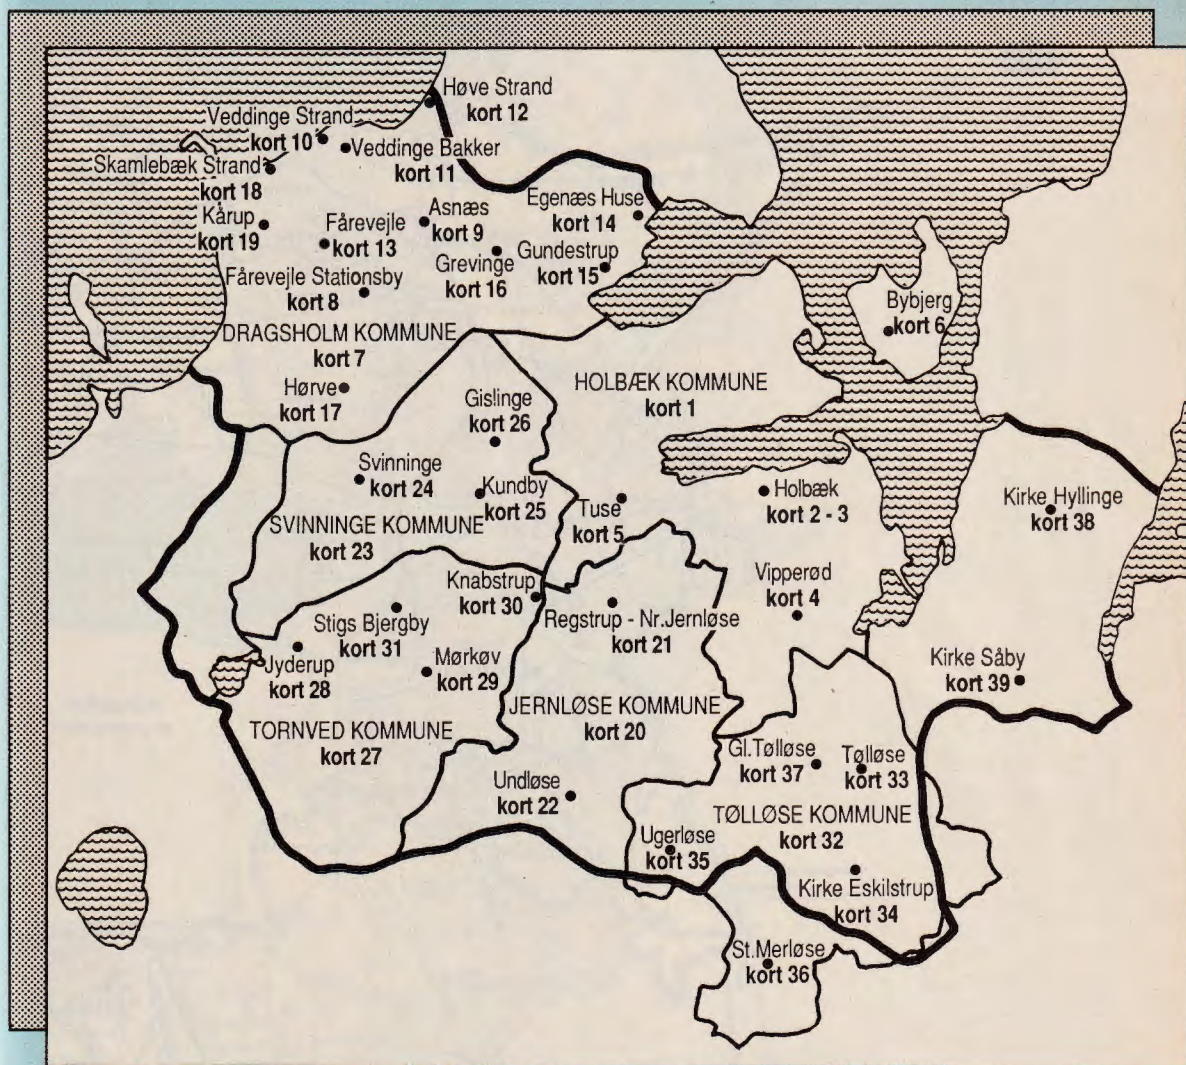 Høve Strand
kort 12
Veddinge Strand
kort 10
Veddinge Bakker
kort 11
Skamlebæk Strand
kort 18
Egenæs Huse
kort 14
Kårup
kort 19
Fårevejle
kort 13
Asnæs
kort 9
Grevinge
kort 16
Gundestrup
kort 15
Fårevejle Stationsby
kort 8
Bybjerg
kort 6
DRAGSHOLM KOMMUNE
kort 7
Hørve
kort 17
HOLBÆK KOMMUNE
kort 1
Gislinge
kort 26
Svinninge
kort 24
Kundby
kort 25
Tuse
kort 5
Holbæk
kort 2 - 3
Kirke Hyllinge
kort 38
SVINNINGE KOMMUNE
kort 23
Knabstrup
kort 30
Vipperød
kort 4
Stigs Bjergby
kort 31
Regstrup - Nr.Jernløse
kort 21
Jyderup
kort 28
Mørkøv
kort 29
Kirke Såby
kort 39
JERNLØSE KOMMUNE
kort 20
TORNVED KOMMUNE
kort 27
Gl.Tølløse
kort 37
Tølløse
kort 33
Undløse
kort 22
TØLLØSE KOMMUNE
kort 32
Ugerløse
kort 35
Kirke Eskilstrup
kort 34
St.Merløse
kort 36